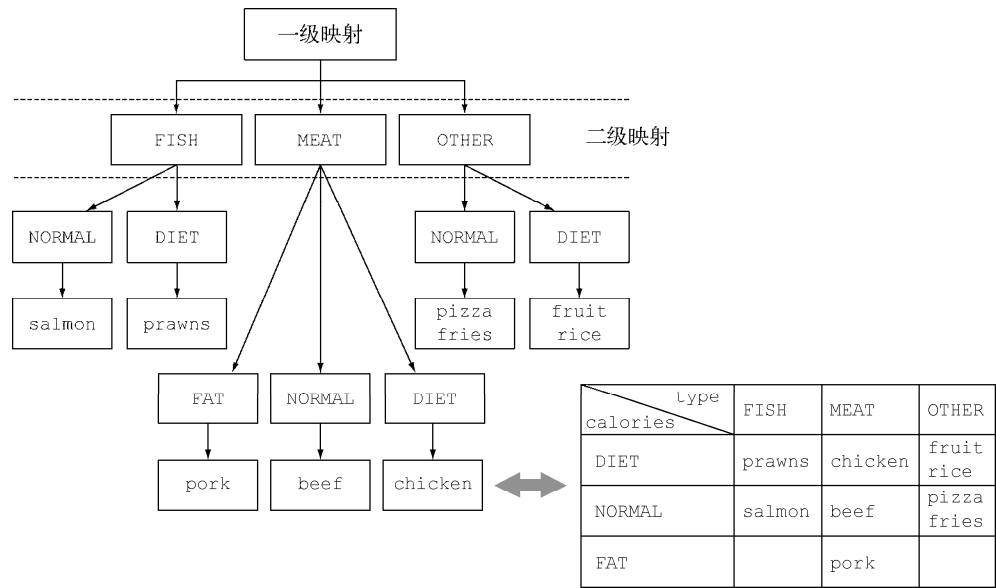 一级映射
FISH MEAT OTHER 二级映射
NORMAL DIET NORMAL DIET
salmon prawns pizza fries fruit rice
FAT NORMAL DIET
pork beef chicken
type
calories FISH MEAT OTHER
DIET prawns chicken fruit rice
NORMAL salmon beef pizza fries
FAT pork